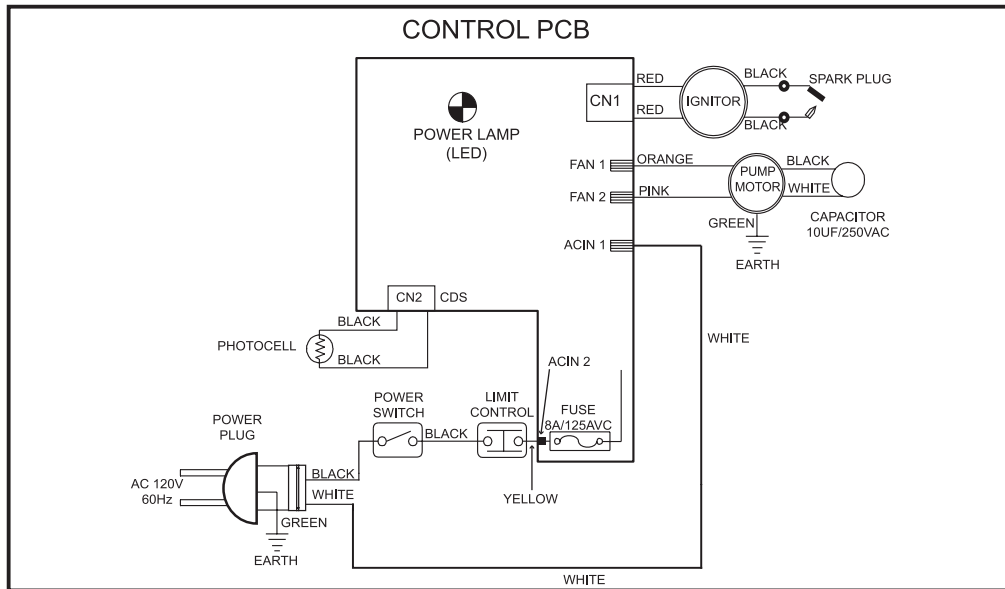 CONTROL PCB
POWER LAMP
(LED)
CN1
RED
RED
IGNITOR
BLACK
BLACK
SPARK PLUG
FAN 1
ORANGE
FAN 2
PINK
PUMP
MOTOR
BLACK
WHITE
CAPACITOR
10UF/250VAC
GREEN
EARTH
ACIN 1
WHITE
CN2
CDS
BLACK
PHOTOCELL
BLACK
ACIN 2
POWER
SWITCH
LIMIT
CONTROL
FUSE
8A/125AVC
BLACK
YELLOW
POWER
PLUG
AC 120V
60Hz
BLACK
WHITE
GREEN
EARTH
WHITE